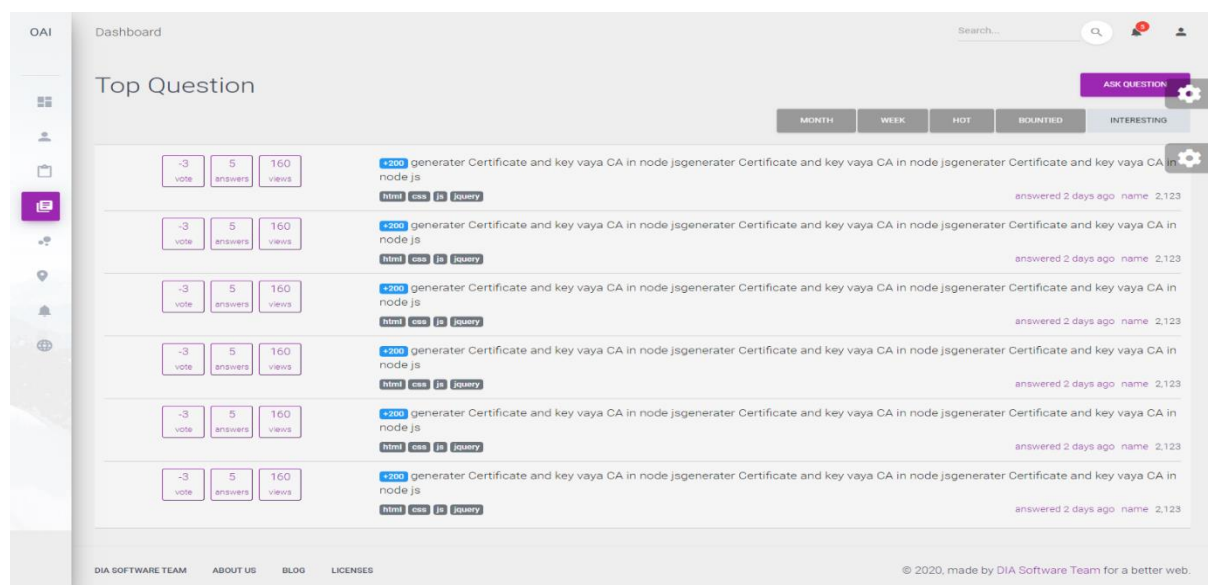 OAI
Dashboard
Search...
5
Top Question
ASK QUESTION
MONTH WEEK HOT BOUNTIED INTERESTING
-3 5 160
vote answers views
+200 generater Certificate and key vaya CA in node jsgenerater Certificate and key vaya CA in node jsgenerater Certificate and key vaya CA in
node js
html css js jquery
answered 2 days ago name 2,123
-3 5 160
vote answers views
+200 generater Certificate and key vaya CA in node jsgenerater Certificate and key vaya CA in node jsgenerater Certificate and key vaya CA in
node js
html css js jquery
answered 2 days ago name 2,123
-3 5 160
vote answers views
+200 generater Certificate and key vaya CA in node jsgenerater Certificate and key vaya CA in node jsgenerater Certificate and key vaya CA in
node js
html css js jquery
answered 2 days ago name 2,123
-3 5 160
vote answers views
+200 generater Certificate and key vaya CA in node jsgenerater Certificate and key vaya CA in node jsgenerater Certificate and key vaya CA in
node js
html css js jquery
answered 2 days ago name 2,123
-3 5 160
vote answers views
+200 generater Certificate and key vaya CA in node jsgenerater Certificate and key vaya CA in node jsgenerater Certificate and key vaya CA in
node js
html css js jquery
answered 2 days ago name 2,123
-3 5 160
vote answers views
+200 generater Certificate and key vaya CA in node jsgenerater Certificate and key vaya CA in node jsgenerater Certificate and key vaya CA in
node js
html css js jquery
answered 2 days ago name 2,123
DIA SOFTWARE TEAM ABOUT US BLOG LICENSES
© 2020, made by DIA Software Team for a better web.